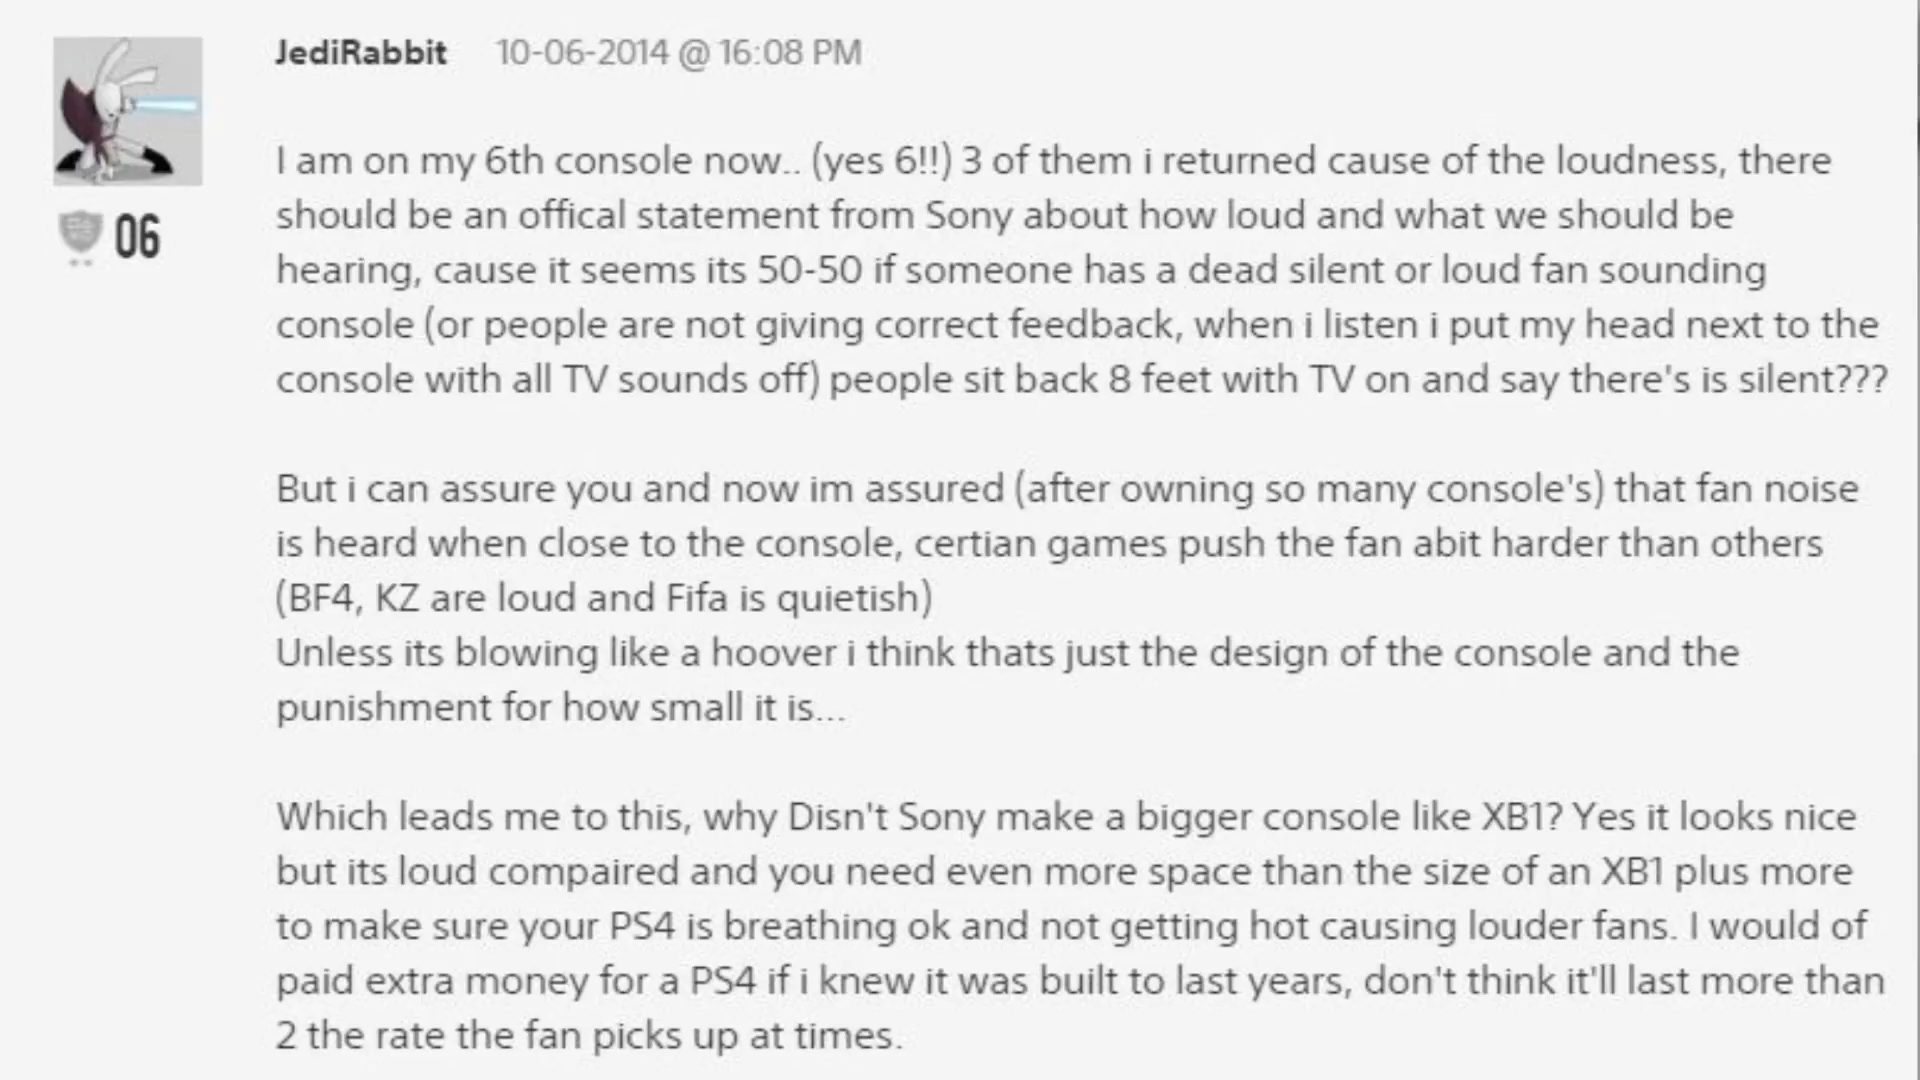 JediRabbit 10-06-2014 @ 16:08 PM
06
I am on my 6th console now.. (yes 6!!) 3 of them i returned cause of the loudness, there
should be an offical statement from Sony about how loud and what we should be
hearing, cause it seems its 50-50 if someone has a dead silent or loud fan sounding
console (or people are not giving correct feedback, when i listen i put my head next to the
console with all TV sounds off) people sit back 8 feet with TV on and say there's is silent???
But i can assure you and now im assured (after owning so many console's) that fan noise
is heard when close to the console, certian games push the fan abit harder than others
(BF4, KZ are loud and Fifa is quietish)
Unless its blowing like a hoover i think thats just the design of the console and the
punishment for how small it is...
Which leads me to this, why Disn't Sony make a bigger console like XB1? Yes it looks nice
but its loud compaired and you need even more space than the size of an XB1 plus more
to make sure your PS4 is breathing ok and not getting hot causing louder fans. I would of
paid extra money for a PS4 if i knew it was built to last years, don't think it'll last more than
2 the rate the fan picks up at times.